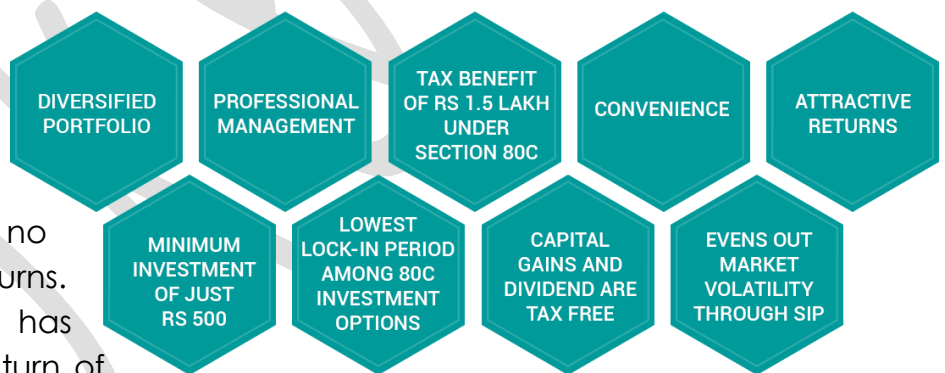 DIVERSIFIED
PORTFOLIO
PROFESSIONAL
MANAGEMENT
TAX BENEFIT
OF RS 1.5 LAKH
UNDER
SECTION 80C
CONVENIENCE
ATTRACTIVE
RETURNS
MINIMUM
INVESTMENT
OF JUST
RS 500
LOWEST
LOCK-IN PERIOD
AMONG 80C
INVESTMENT
OPTIONS
CAPITAL
GAINS AND
DIVIDEND ARE
TAX FREE
EVENS OUT
MARKET
VOLATILITY
THROUGH SIP
no
has
of